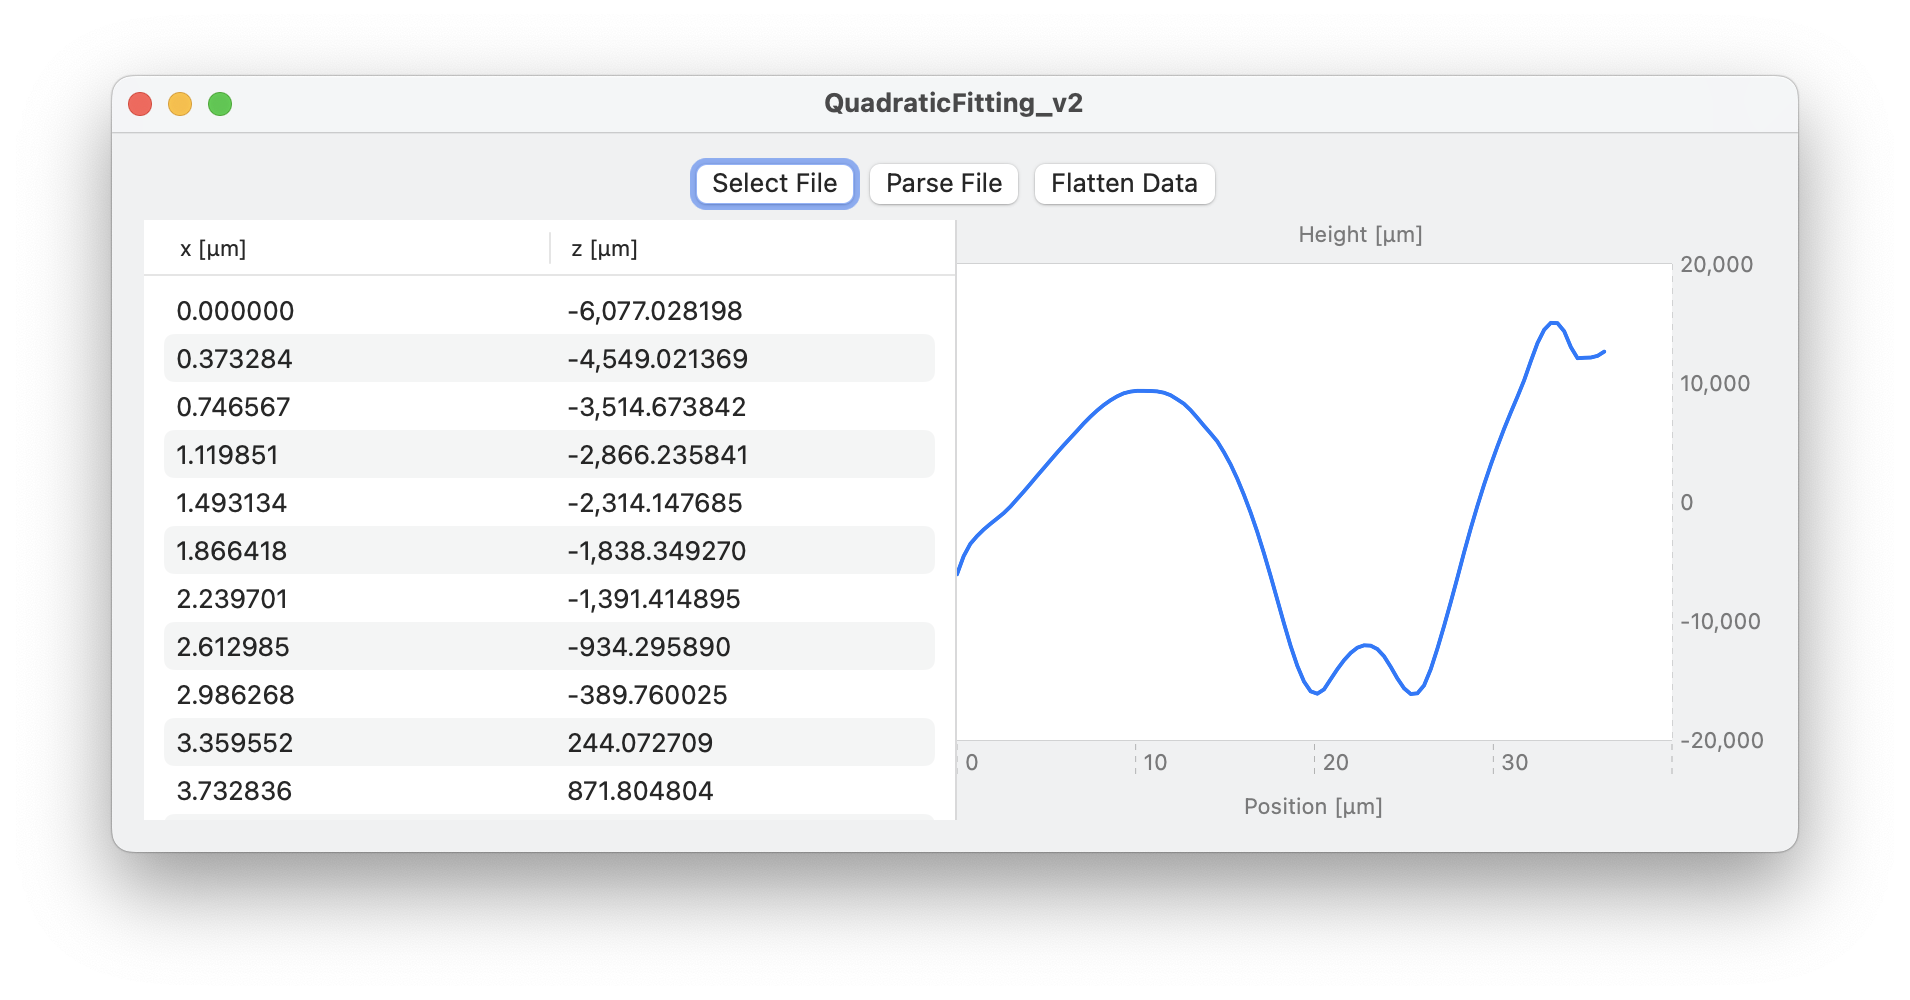 QuadraticFitting_v2
Select File Parse File Flatten Data
x [µm] z [µm]
0.000000 -6,077.028198
0.373284 -4,549.021369
0.746567 -3,514.673842
1.119851 -2,866.235841
1.493134 -2,314.147685
1.866418 -1,838.349270
2.239701 -1,391.414895
2.612985 -934.295890
2.986268 -389.760025
3.359552 244.072709
3.732836 871.804804
Height [µm]
20,000
10,000
0
-10,000
-20,000
0 10 20 30
Position [µm]